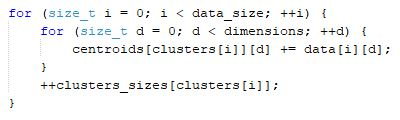 for (size_t i = 0; i < data_size; ++i) {
    for (size_t d = 0; d < dimensions; ++d) {
        centroids[clusters[i]][d] += data[i][d];
    }
    ++clusters_sizes[clusters[i]];
}